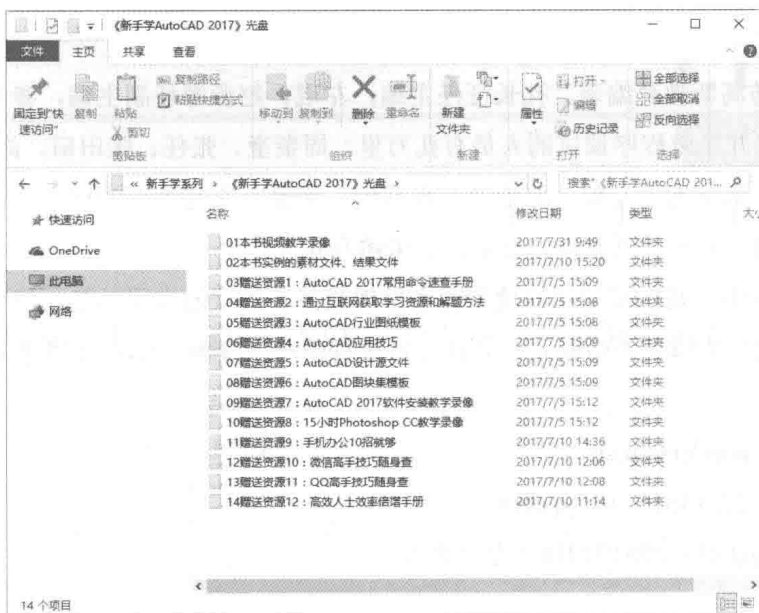 《新手学AutoCAD 2017》光盘
文件 主页 共享 查看
固定到"快速访问" 复制 粘贴 复制路径 粘贴快捷方式 剪切
移动到 复制到 删除 重命名 新建文件夹 属性 打开 编辑 历史记录
全部选择 全部取消 反向选择
剪贴板 组织 新建 打开 选择
« 新手学系列 › 《新手学AutoCAD 2017》光盘 ›
搜索"《新手学AutoCAD 201...
快速访问
OneDrive
此电脑
网络
名称 修改日期 类型 大
01本书视频教学录像 2017/7/31 9:49 文件夹
02本书实例的素材文件、结果文件 2017/7/10 15:20 文件夹
03赠送资源1：AutoCAD 2017常用命令速查手册 2017/7/5 15:09 文件夹
04赠送资源2：通过互联网获取学习资源和解题方法 2017/7/5 15:08 文件夹
05赠送资源3：AutoCAD行业图纸模板 2017/7/5 15:08 文件夹
06赠送资源4：AutoCAD应用技巧 2017/7/5 15:09 文件夹
07赠送资源5：AutoCAD设计源文件 2017/7/5 15:09 文件夹
08赠送资源6：AutoCAD图块集模板 2017/7/5 15:09 文件夹
09赠送资源7：AutoCAD 2017软件安装教学录像 2017/7/5 15:12 文件夹
10赠送资源8：15小时Photoshop CC教学录像 2017/7/5 15:12 文件夹
11赠送资源9：手机办公10招就够 2017/7/10 14:36 文件夹
12赠送资源10：微信高手技巧随身查 2017/7/10 12:06 文件夹
13赠送资源11：QQ高手技巧随身查 2017/7/10 12:08 文件夹
14赠送资源12：高效人士效率倍增手册 2017/7/10 11:14 文件夹
14 个项目